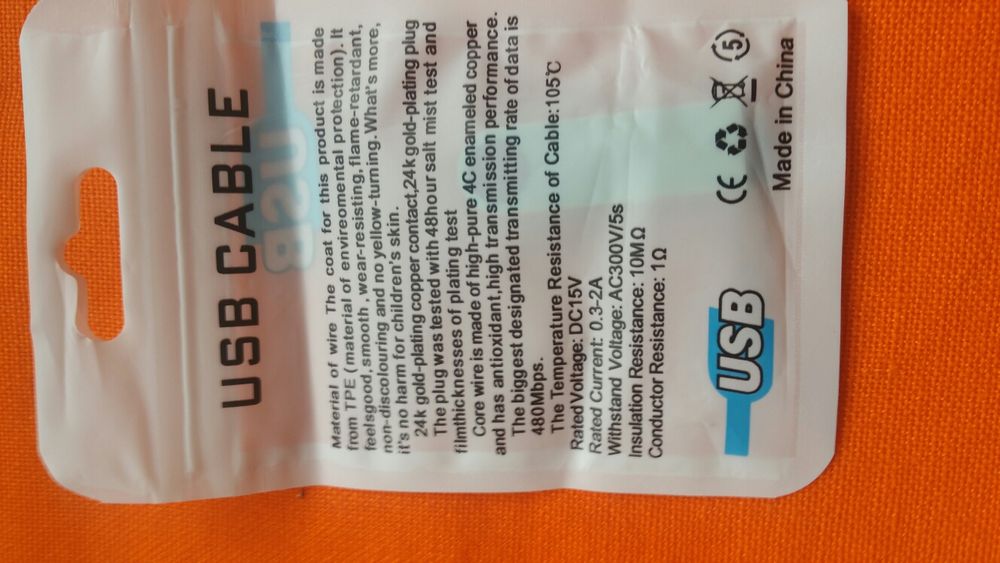 USB CABLE
Material of wire The coat for this product is made
from TPE (material of envireomental protection). It
feelsgood, smooth , wear-resisting, flame-retardant,
non-discolouring and no yellow-turning. What's more,
it's no harm for children's skin.
24k gold-plating copper contact,24k gold-plating plug
The plug was tested with 48hour salt mist test and
filmthicknesses of plating test
Core wire is made of high-pure 4C enameled copper
and has antioxidant,high transmission performance.
The biggest designated transmitting rate of data is
480Mbps.
The Temperature Resistance of Cable:105℃
Rated Voltage: DC15V
Rated Current: 0.3-2A
Withstand Voltage: AC300V/5s
Insulation Resistance: 10MΩ
Conductor Resistance: 1Ω
USB
CE 5
Made in China
USB